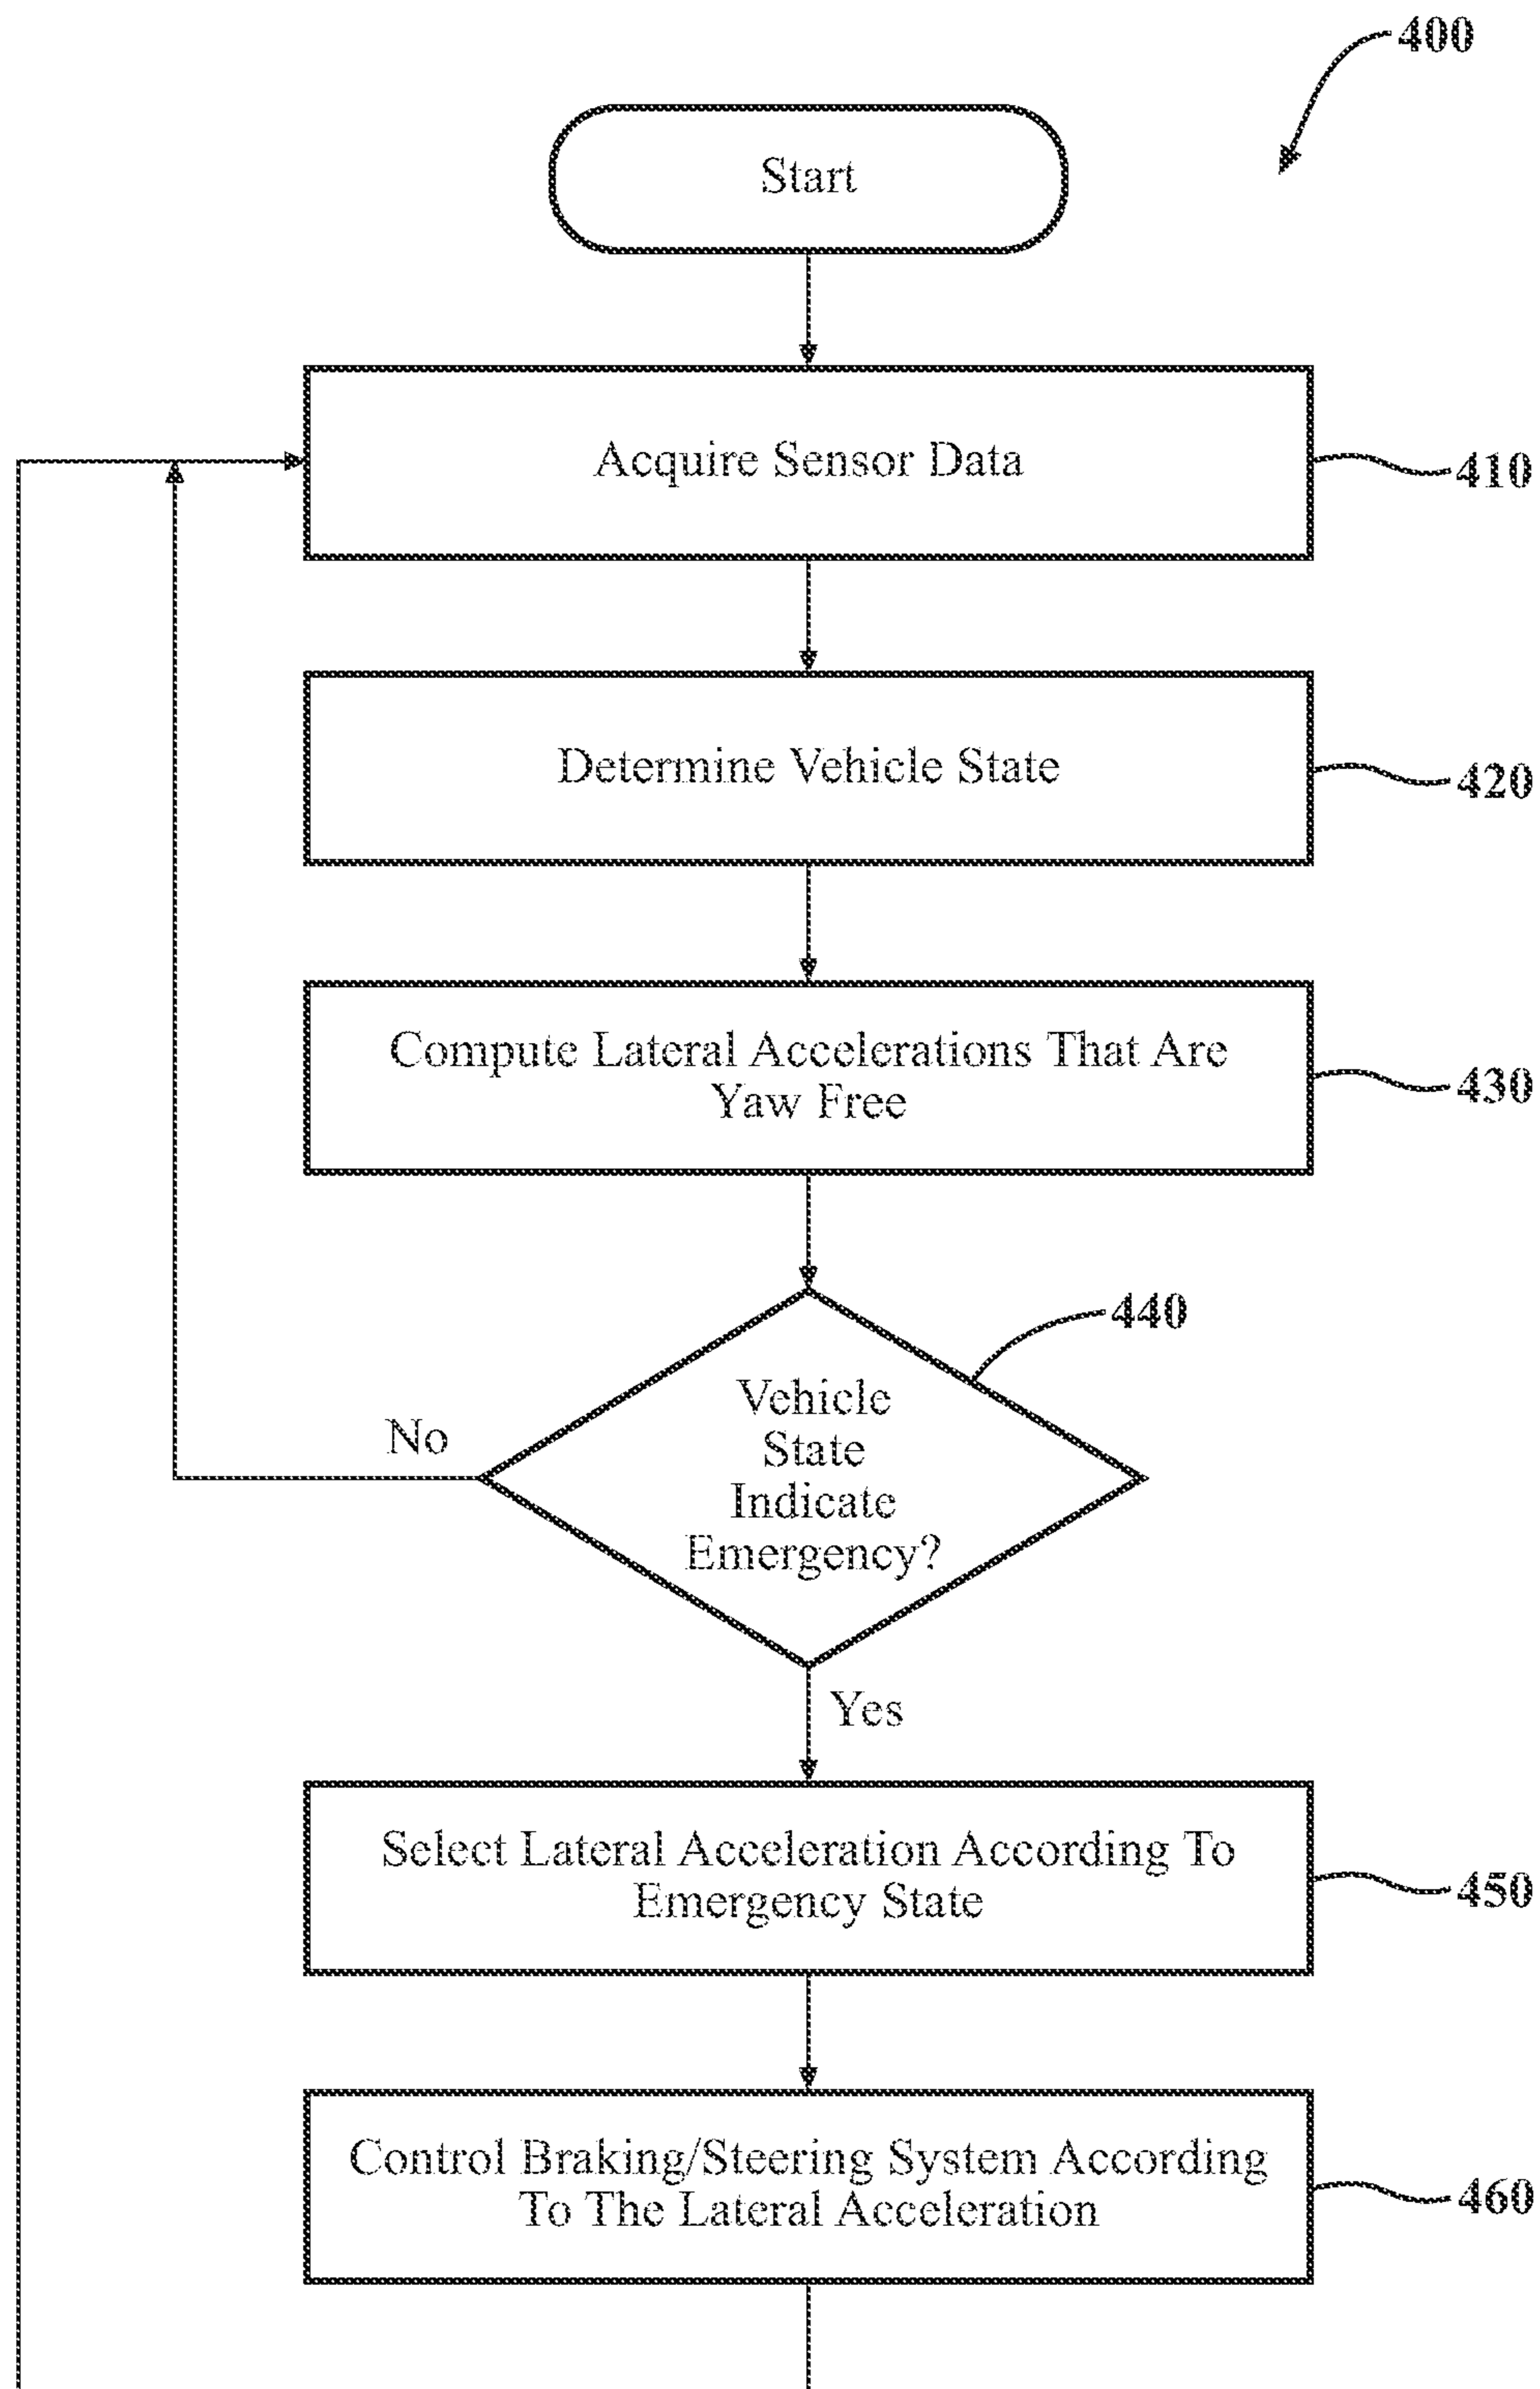 400
Start
Acquire Sensor Data
410
Determine Vehicle State
420
Compute Lateral Accelerations That Are
Yaw Free
430
440
Vehicle
State
Indicate
Emergency?
No
Yes
Select Lateral Acceleration According To
Emergency State
450
Control Braking/Steering System According
To The Lateral Acceleration
460